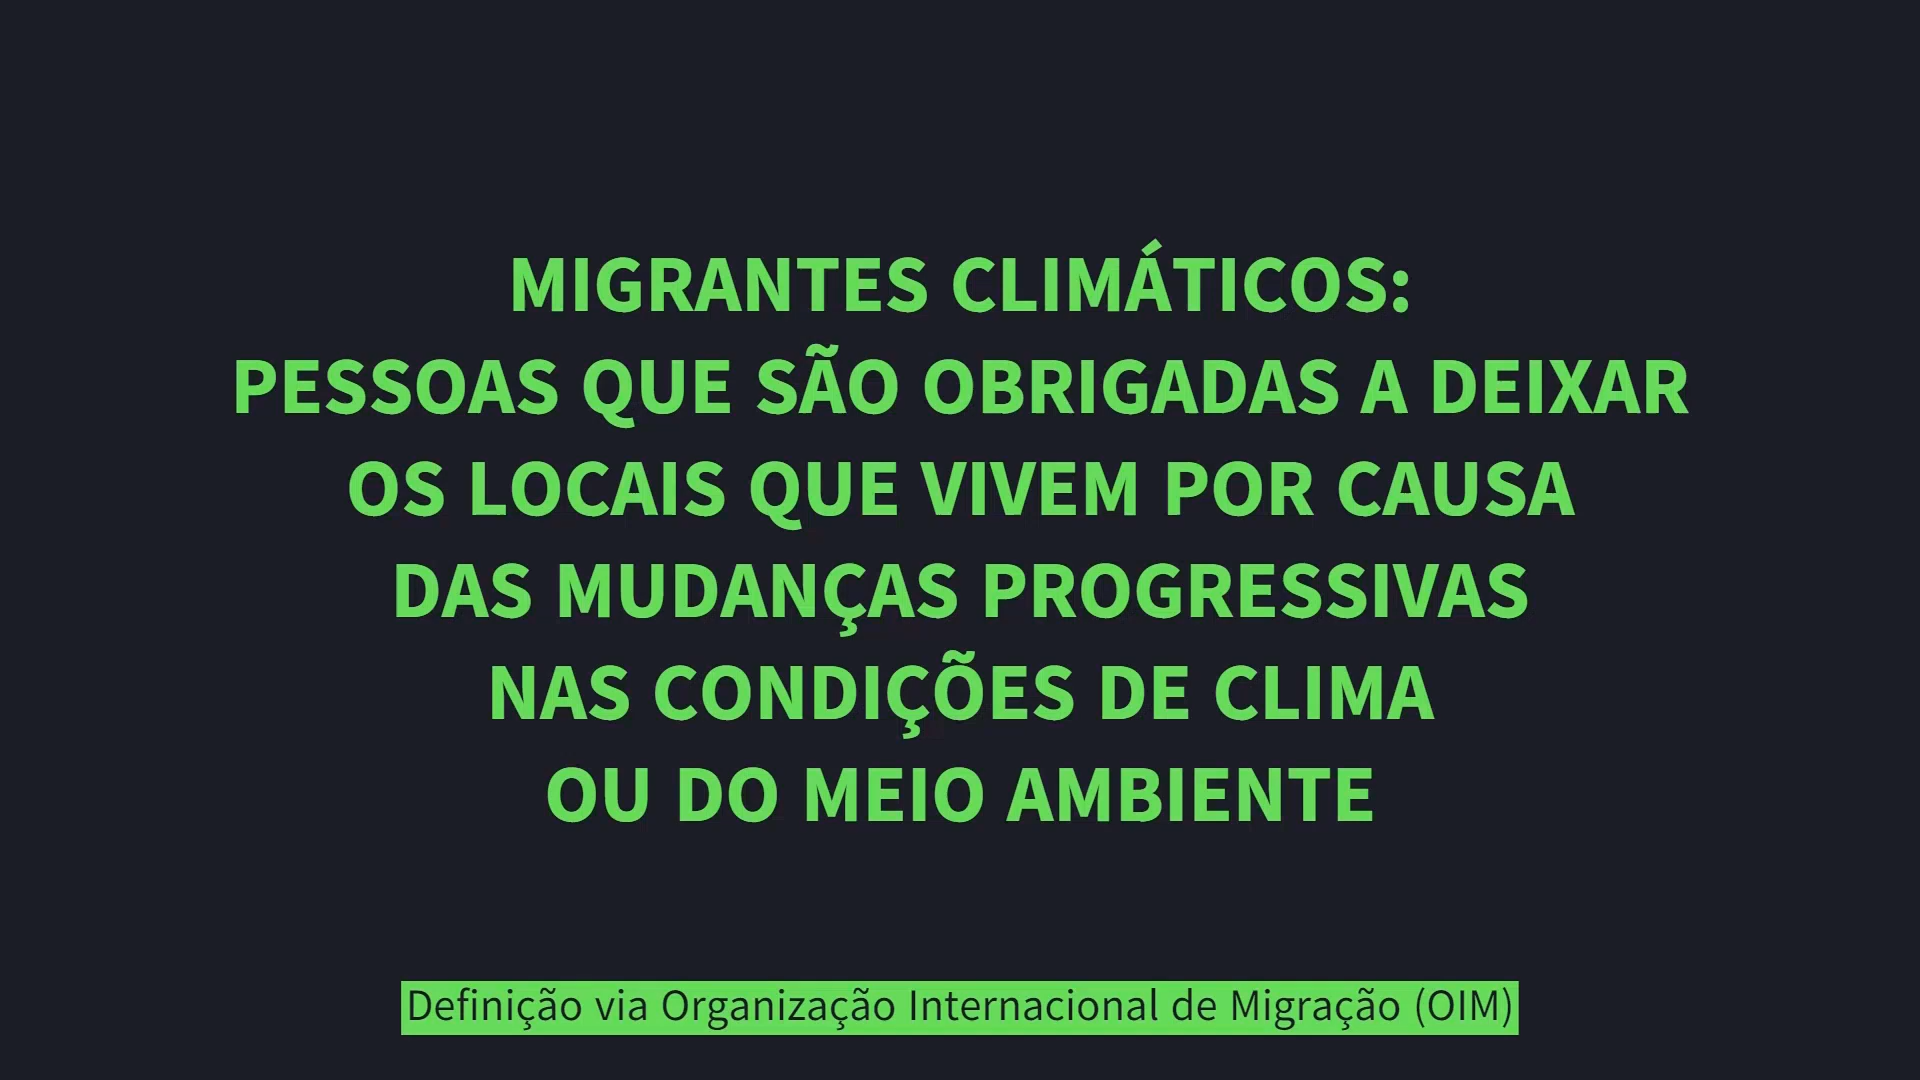 MIGRANTES CLIMÁTICOS:
PESSOAS QUE SÃO OBRIGADAS A DEIXAR
OS LOCAIS QUE VIVEM POR CAUSA
DAS MUDANÇAS PROGRESSIVAS
NAS CONDIÇÕES DE CLIMA
OU DO MEIO AMBIENTE
Definição via Organização Internacional de Migração (OIM)